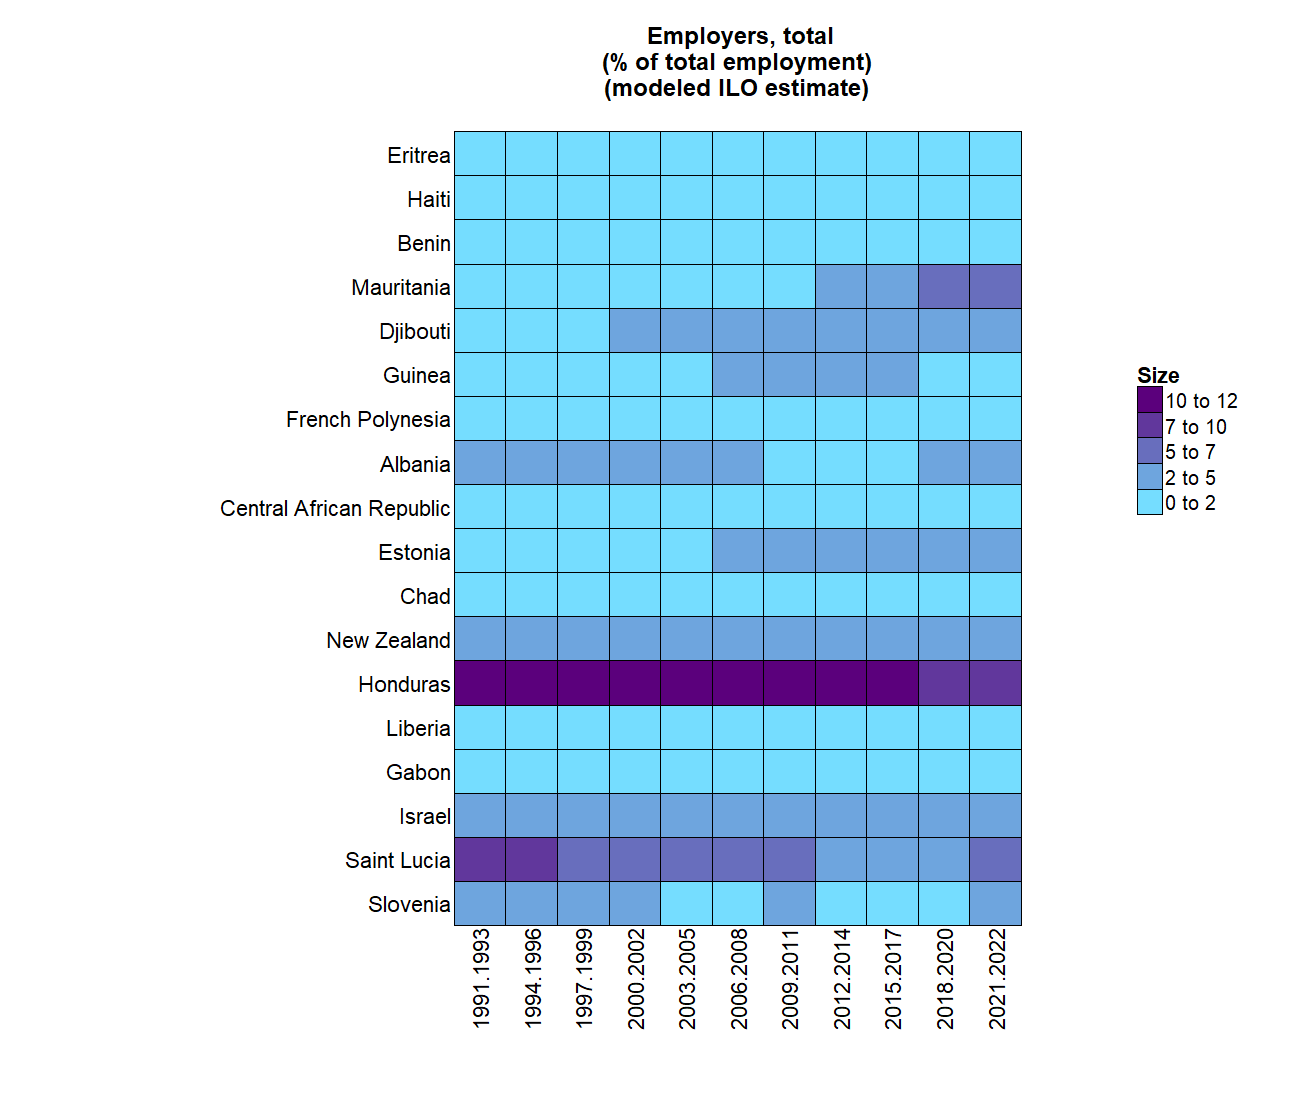 Employers, total
(% of total employment)
(modeled ILO estimate)
Eritrea
Haiti
Benin
Mauritania
Djibouti
Guinea
French Polynesia
Albania
Central African Republic
Estonia
Chad
New Zealand
Honduras
Liberia
Gabon
Israel
Saint Lucia
Slovenia
1991.1993
1994.1996
1997.1999
2000.2002
2003.2005
2006.2008
2009.2011
2012.2014
2015.2017
2018.2020
2021.2022
Size
10 to 12
7 to 10
5 to 7
2 to 5
0 to 2